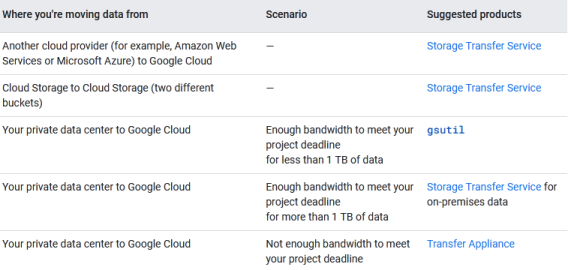 Where you're moving data from Scenario Suggested products
Another cloud provider (for example, Amazon Web — Storage Transfer Service
Services or Microsoft Azure) to Google Cloud
Cloud Storage to Cloud Storage (two different — Storage Transfer Service
buckets)
Your private data center to Google Cloud Enough bandwidth to meet your gsutil
project deadline
for less than 1 TB of data
Your private data center to Google Cloud Enough bandwidth to meet your Storage Transfer Service for
project deadline on-premises data
for more than 1 TB of data
Your private data center to Google Cloud Not enough bandwidth to meet Transfer Appliance
your project deadline